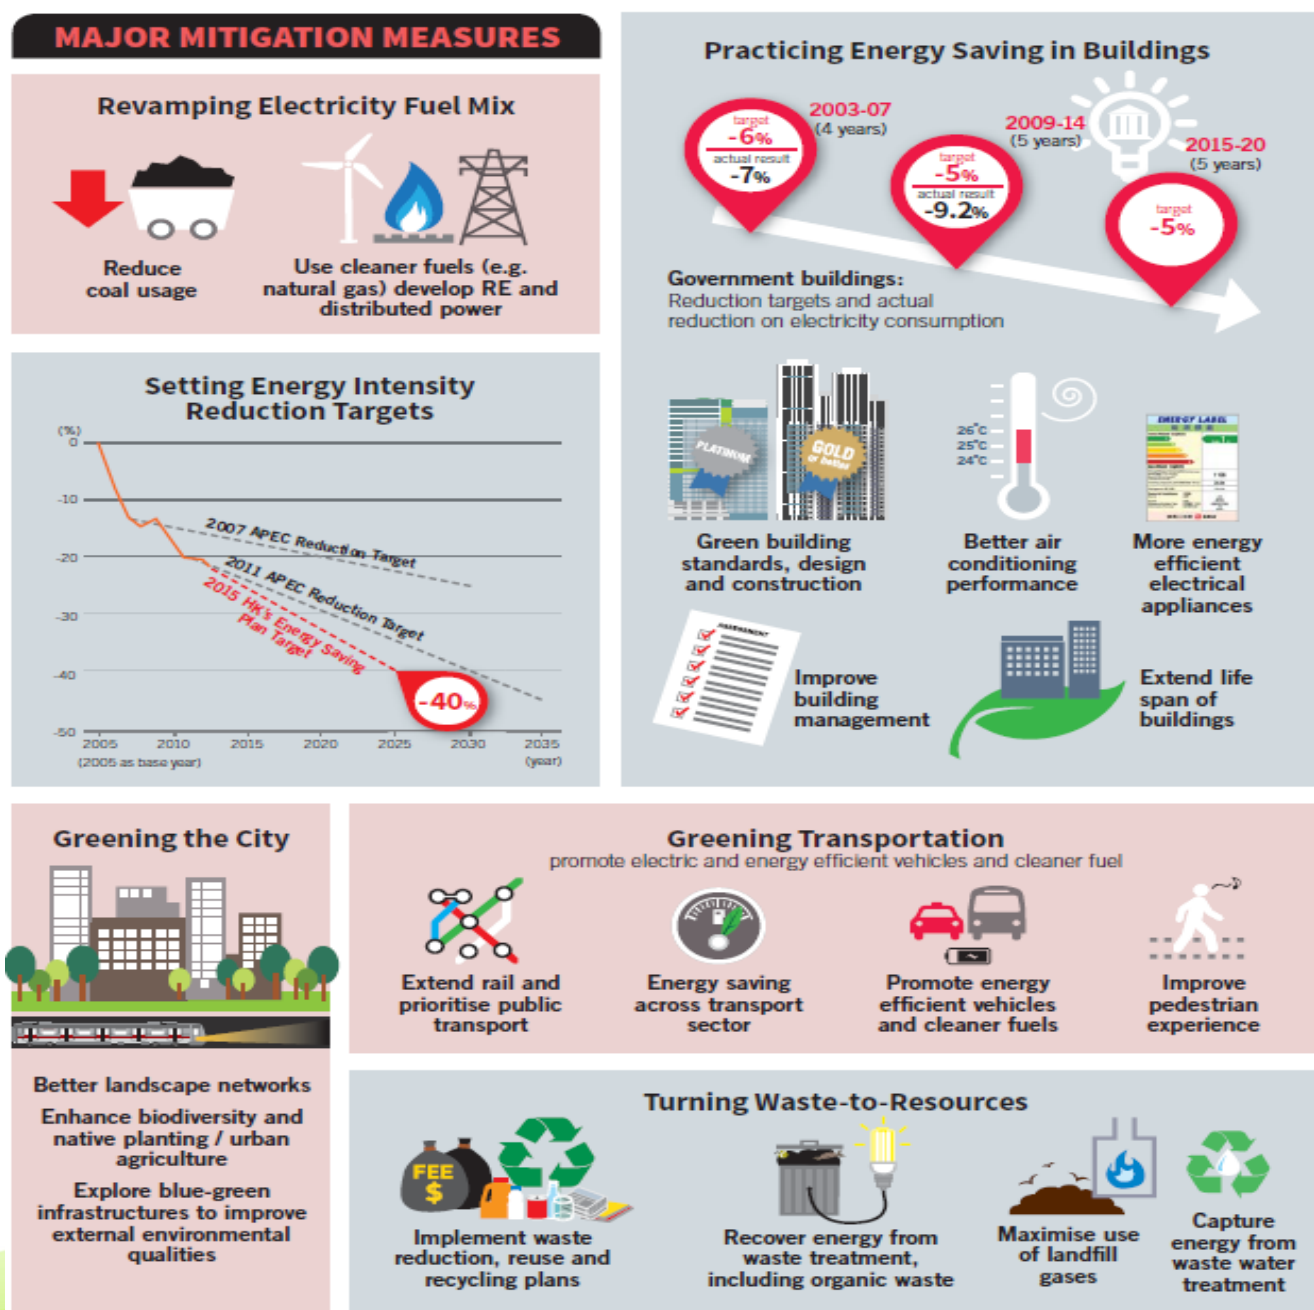 MAJOR MITIGATION MEASURES
Revamping Electricity Fuel Mix
Reduce
coal usage
Use cleaner fuels (e.g.
natural gas) develop RE and
distributed power
Setting Energy Intensity
Reduction Targets
(%)
0
-10
-20
-30
-40
-50
2007 APEC Reduction Target
2011 APEC Reduction Target
2015 HK's Energy Saving
Plan Target
-40%
2005
2010
2015
2020
2025
2030
2035
(2005 as base year)
(year)
Practicing Energy Saving in Buildings
target
-6%
actual result
-7%
2003-07
(4 years)
target
-5%
actual result
-9.2%
2009-14
(5 years)
2015-20
(5 years)
target
-5%
Government buildings:
Reduction targets and actual
reduction on electricity consumption
PLATINUM
GOLD
or better
26°C
25°C
24°C
ENERGY LABEL
Green building
standards, design
and construction
Better air
conditioning
performance
More energy
efficient
electrical
appliances
ASSESSMENT
Improve
building
management
Extend life
span of
buildings
Greening the City
Better landscape networks
Enhance biodiversity and
native planting / urban
agriculture
Explore blue-green
infrastructures to improve
external environmental
qualities
Greening Transportation
promote electric and energy efficient vehicles and cleaner fuel
Extend rail and
prioritise public
transport
Energy saving
across transport
sector
Promote energy
efficient vehicles
and cleaner fuels
Improve
pedestrian
experience
Turning Waste-to-Resources
FEE
$
Implement waste
reduction, reuse and
recycling plans
Recover energy from
waste treatment,
including organic waste
Maximise use
of landfill
gases
Capture
energy from
waste water
treatment